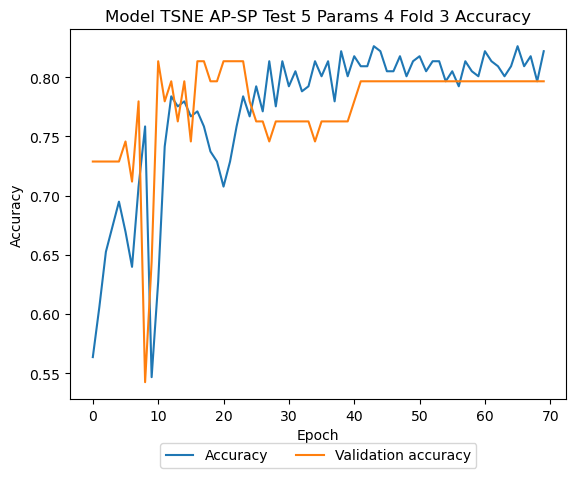 Model TSNE AP-SP Test 5 Params 4 Fold 3 Accuracy
Accuracy
0.80
0.75
0.70
0.65
0.60
0.55
0 10 20 30 40 50 60 70
Epoch
Accuracy Validation accuracy